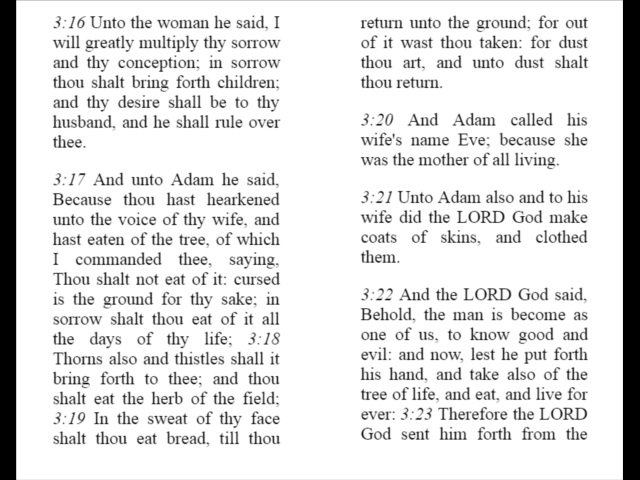 3:16 Unto the woman he said, I
will greatly multiply thy sorrow
and thy conception; in sorrow
thou shalt bring forth children;
and thy desire shall be to thy
husband, and he shall rule over
thee.
3:17 And unto Adam he said,
Because thou hast hearkened
unto the voice of thy wife, and
hast eaten of the tree, of which
I commanded thee, saying,
Thou shalt not eat of it: cursed
is the ground for thy sake; in
sorrow shalt thou eat of it all
the days of thy life; 3:18
Thorns also and thistles shall it
bring forth to thee; and thou
shalt eat the herb of the field;
3:19 In the sweat of thy face
shalt thou eat bread, till thou
return unto the ground; for out
of it wast thou taken: for dust
thou art, and unto dust shalt
thou return.
3:20 And Adam called his
wife's name Eve; because she
was the mother of all living.
3:21 Unto Adam also and to his
wife did the LORD God make
coats of skins, and clothed
them.
3:22 And the LORD God said,
Behold, the man is become as
one of us, to know good and
evil: and now, lest he put forth
his hand, and take also of the
tree of life, and eat, and live for
ever: 3:23 Therefore the LORD
God sent him forth from the